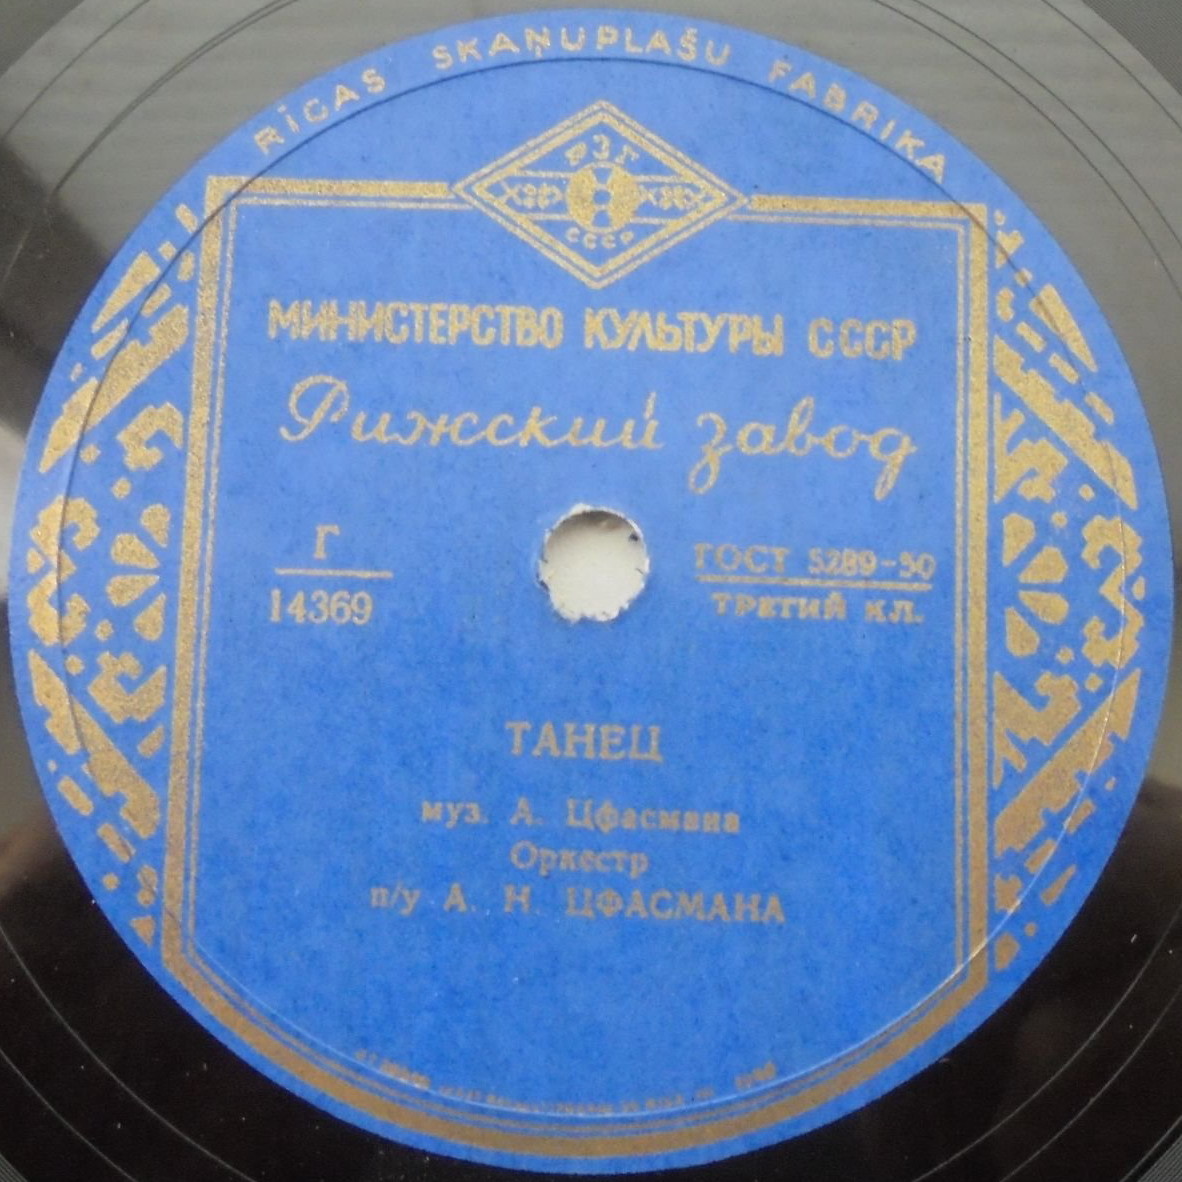 RĪGAS SKAŅUPLAŠU FABRIKA
ФЗГ
СССР
МИНИСТЕРСТВО КУЛЬТУРЫ СССР
Рижский завод
Г
14369
ГОСТ 5289-50
ТРЕТИЙ КЛ.
ТАНЕЦ
муз. А. Цфасмана
Оркестр
п/у А. Н. ЦФАСМАНА